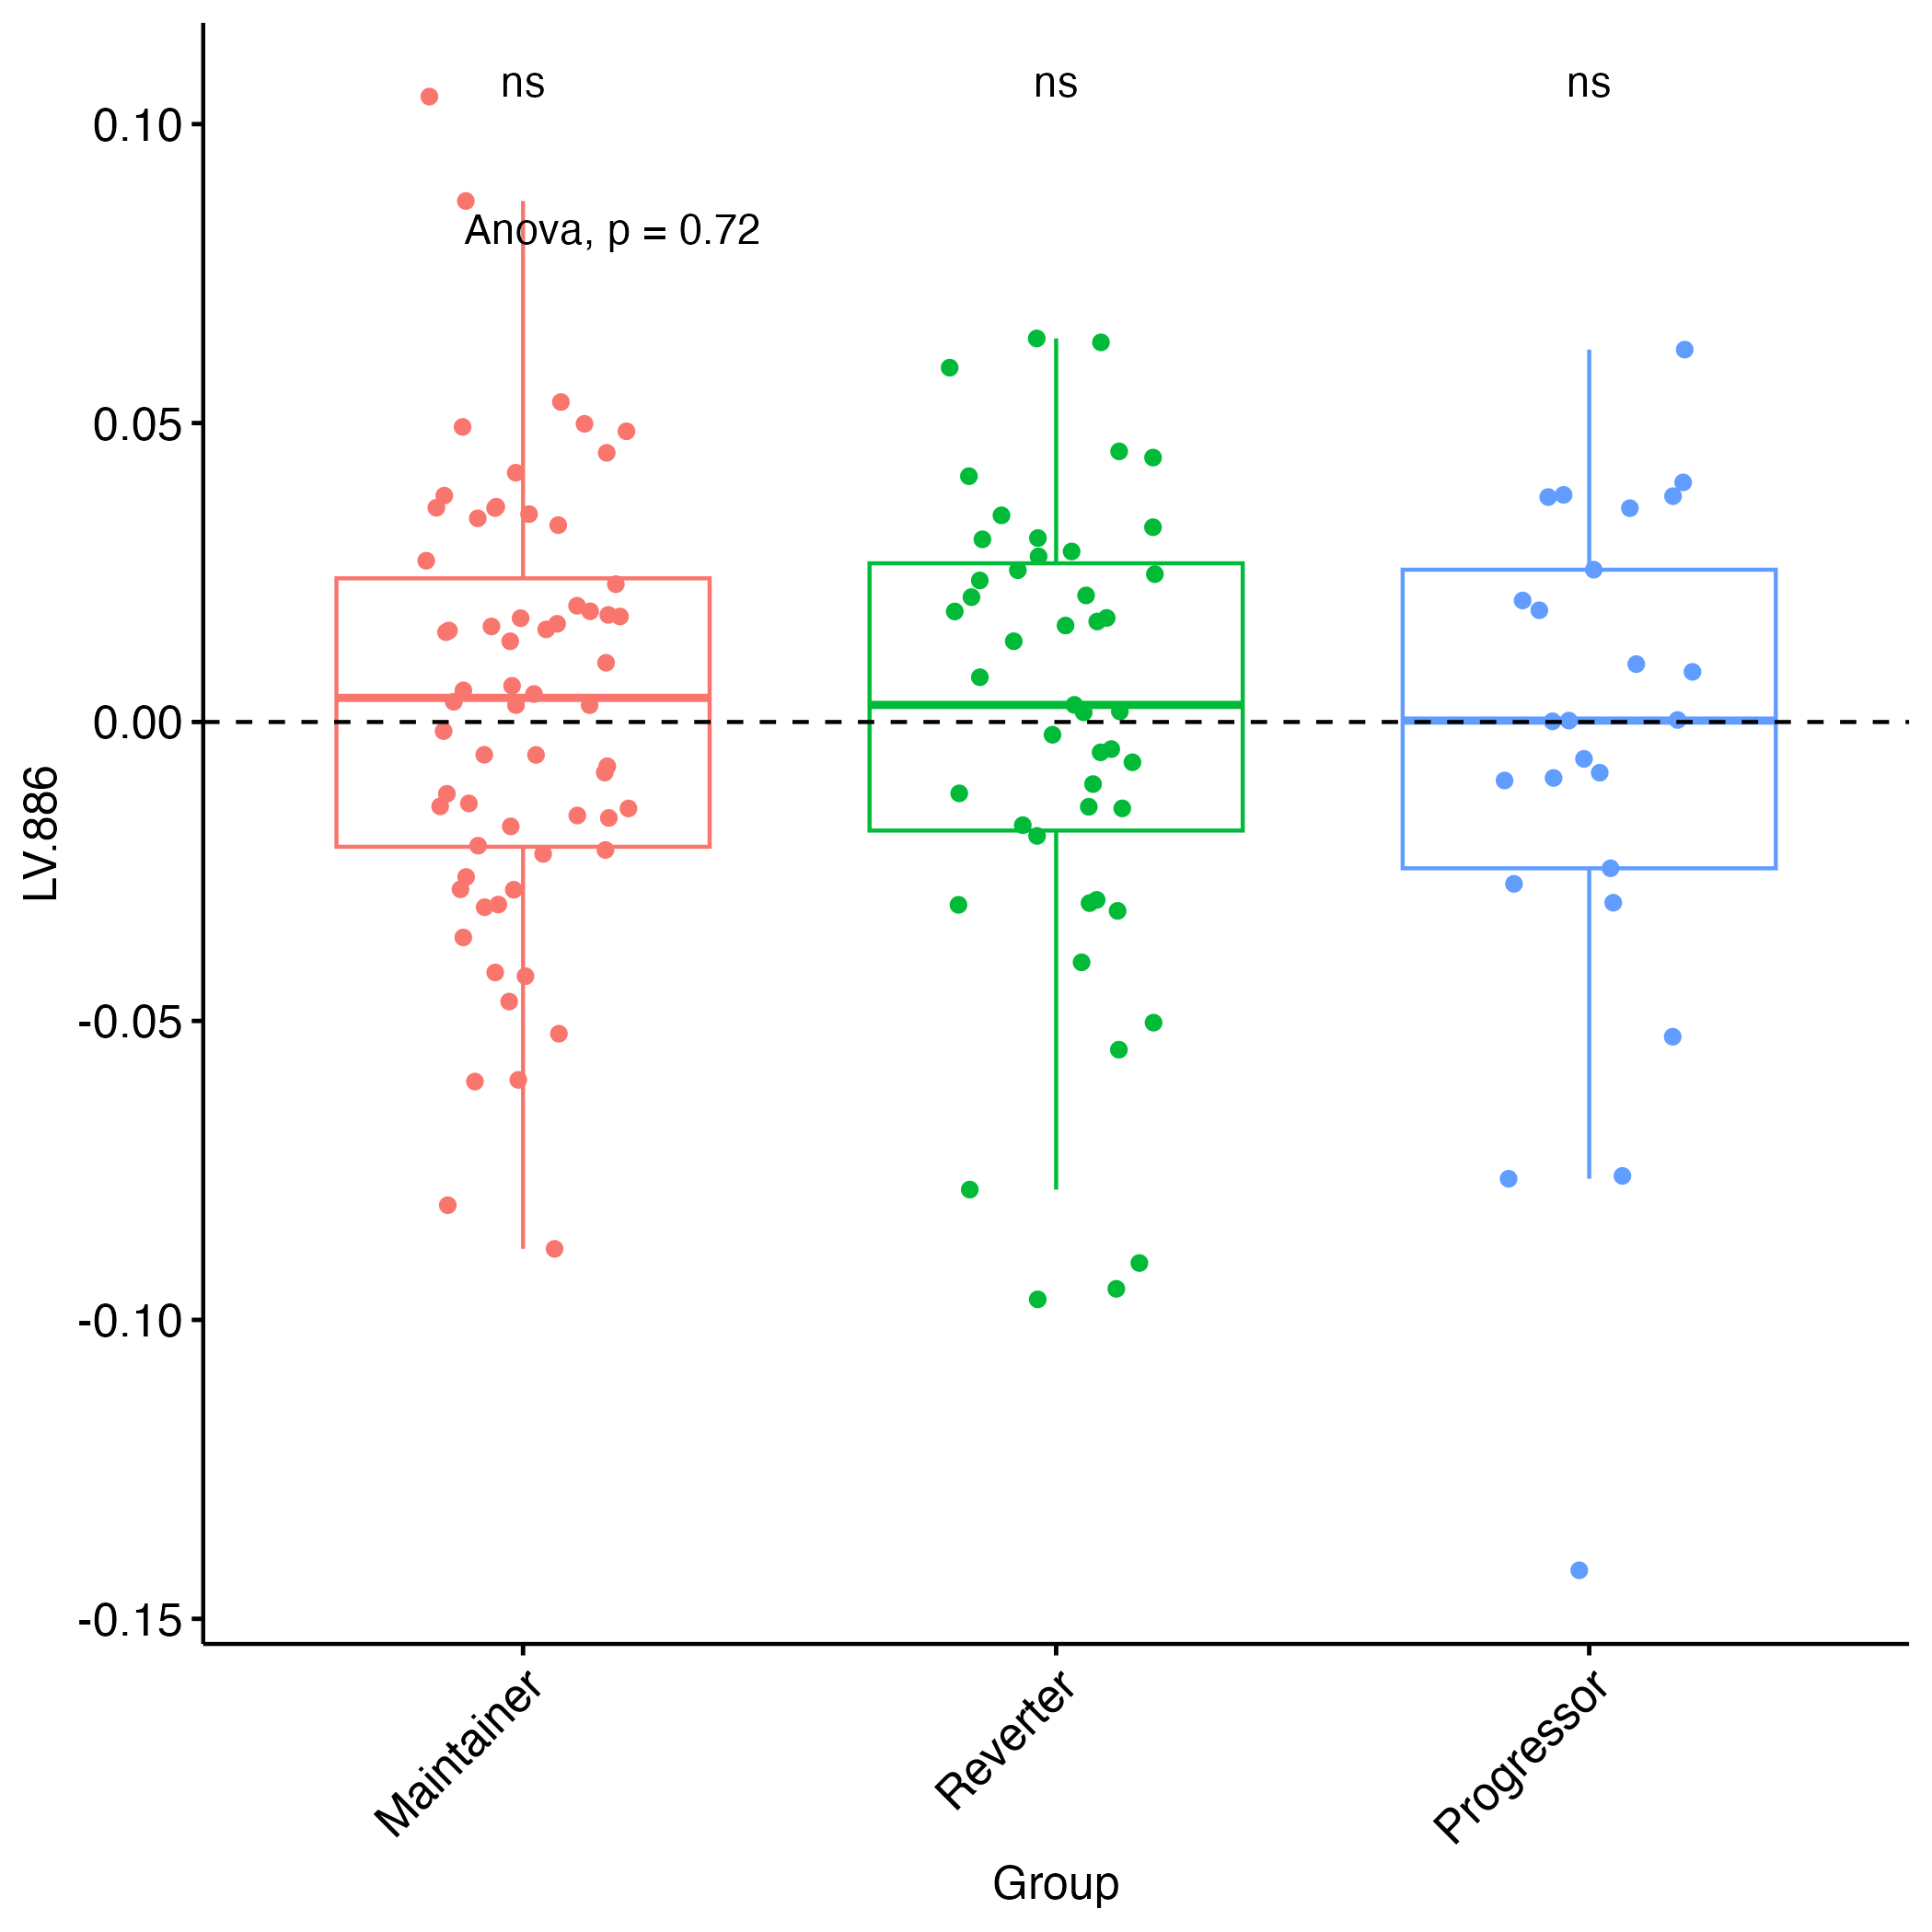 ns ns ns
Anova, p = 0.72
0.10
0.05
0.00
-0.05
-0.10
-0.15
LV.886
Maintainer
Reverter
Progressor
Group